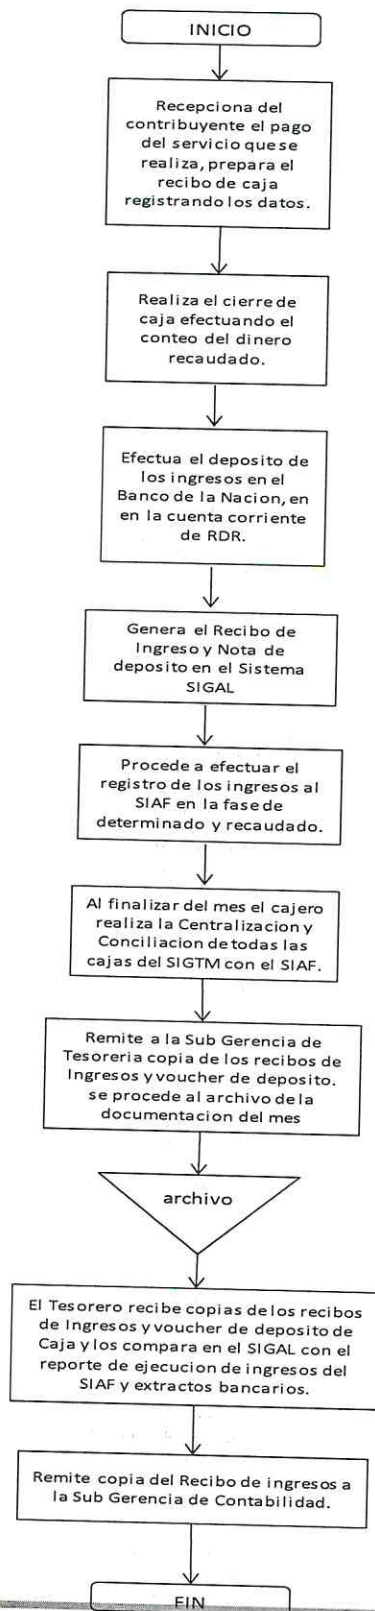 INICIO
Recepciona del
contribuyente el pago
del servicio que se
realiza, prepara el
recibo de caja
registrando los datos.
Realiza el cierre de
caja efectuando el
conteo del dinero
recaudado.
Efectua el deposito de
los ingresos en el
Banco de la Nacion, en
en la cuenta corriente
de RDR.
Genera el Recibo de
Ingreso y Nota de
deposito en el Sistema
SIGAL
Procede a efectuar el
registro de los ingresos al
SIAF en la fase de
determinado y recaudado.
Al finalizar del mes el cajero
realiza la Centralizacion y
Conciliacion de todas las
cajas del SIGTM con el SIAF.
Remite a la Sub Gerencia de
Tesoreria copia de los recibos de
Ingresos y voucher de deposito.
se procede al archivo de la
documentacion del mes
archivo
El Tesorero recibe copias de los recibos
de Ingresos y voucher de deposito de
Caja y los compara en el SIGAL con el
reporte de ejecucion de ingresos del
SIAF y extractos bancarios.
Remite copia del Recibo de ingresos a
la Sub Gerencia de Contabilidad.
FIN